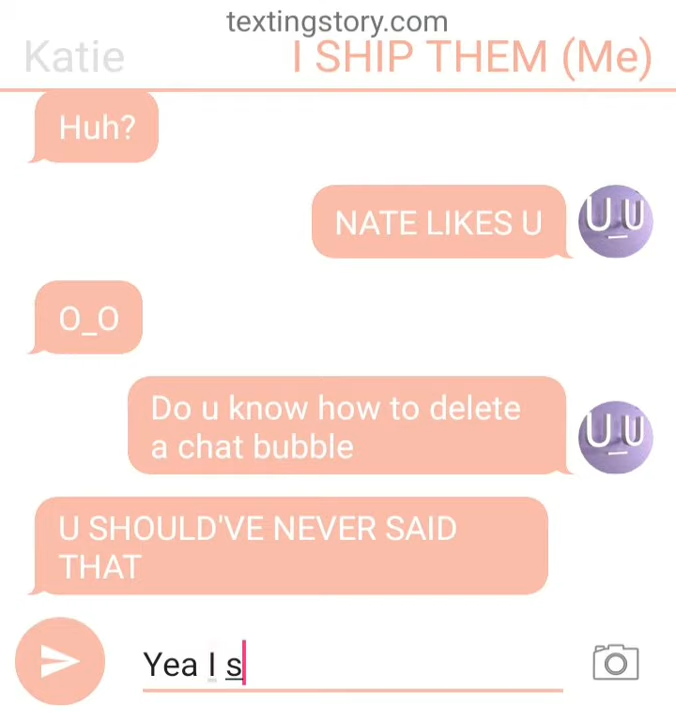 textingstory.com
Katie
I SHIP THEM (Me)
Huh?
NATE LIKES U
U_U
O_O
Do u know how to delete
a chat bubble
U_U
U SHOULD'VE NEVER SAID
THAT
Yea I s